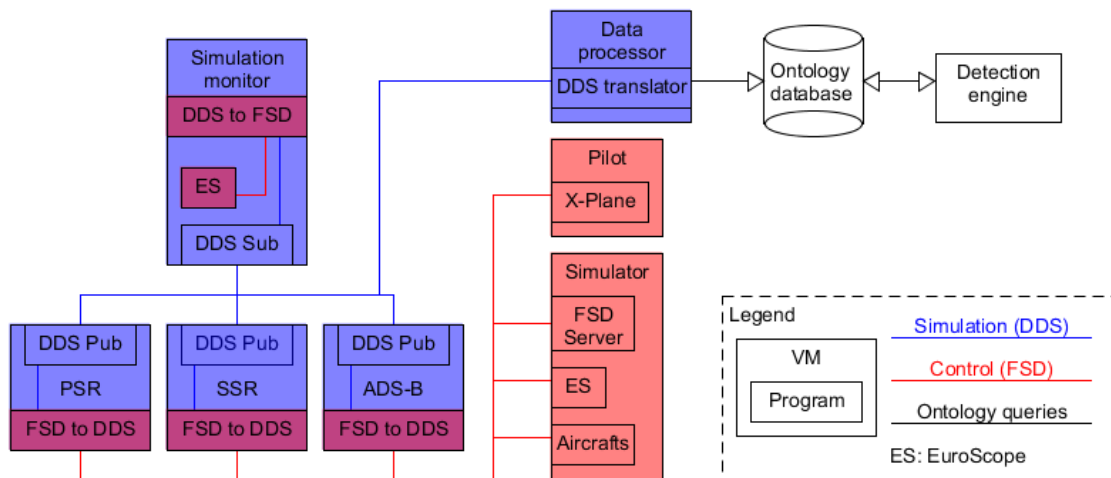 Simulation
monitor
DDS to FSD
ES
DDS Sub
Data
processor
DDS translator
Ontology
database
Detection
engine
Pilot
X-Plane
Simulator
FSD
Server
ES
Aircrafts
DDS Pub
PSR
FSD to DDS
DDS Pub
SSR
FSD to DDS
DDS Pub
ADS-B
FSD to DDS
Legend
VM
Program
Simulation (DDS)
Control (FSD)
Ontology queries
ES: EuroScope